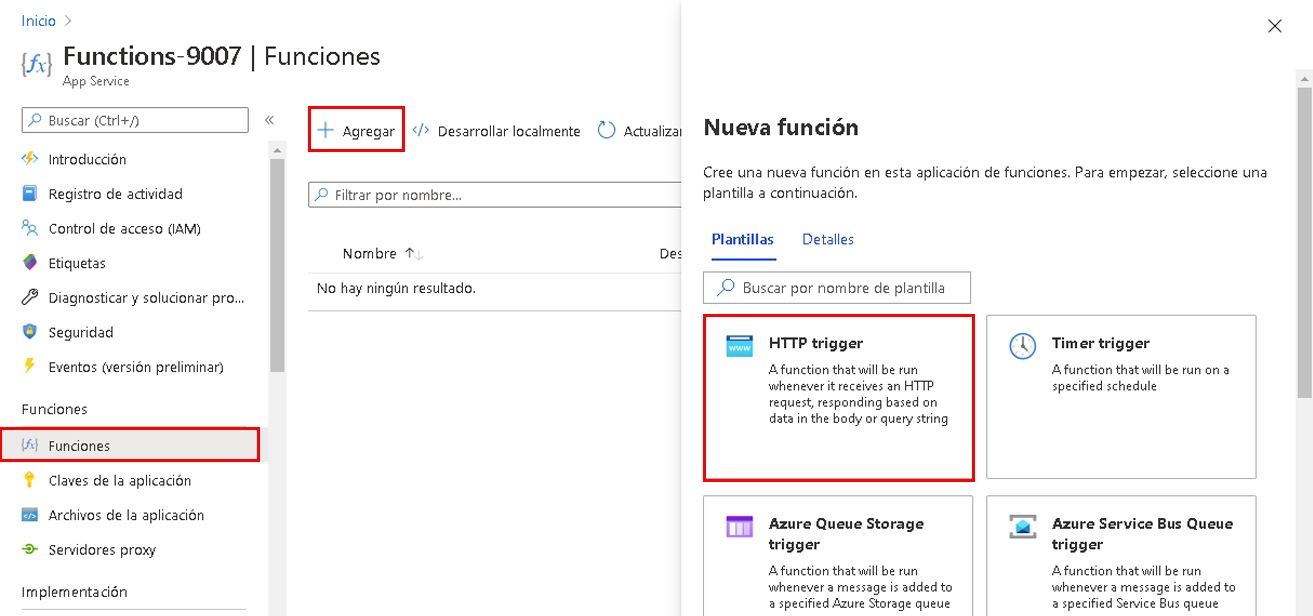 Inicio
Functions-9007 | Funciones
App Service
Buscar (Ctrl+/)
Introducción
Registro de actividad
Control de acceso (IAM)
Etiquetas
Diagnosticar y solucionar pro...
Seguridad
Eventos (versión preliminar)
Funciones
Funciones
Claves de la aplicación
Archivos de la aplicación
Servidores proxy
Implementación
Agregar
Desarrollar localmente
Actualizar
Filtrar por nombre...
Nombre
Des
No hay ningún resultado.
Nueva función
Cree una nueva función en esta aplicación de funciones. Para empezar, seleccione una
plantilla a continuación.
Plantillas
Detalles
Buscar por nombre de plantilla
www
HTTP trigger
A function that will be run
whenever it receives an HTTP
request, responding based on
data in the body or query string
Timer trigger
A function that will be run on a
specified schedule
Azure Queue Storage
trigger
A function that will be run
whenever a message is added to
a specified Azure Storage queue
Azure Service Bus Queue
trigger
A function that will be run
whenever a message is added to
a specified Service Bus queue